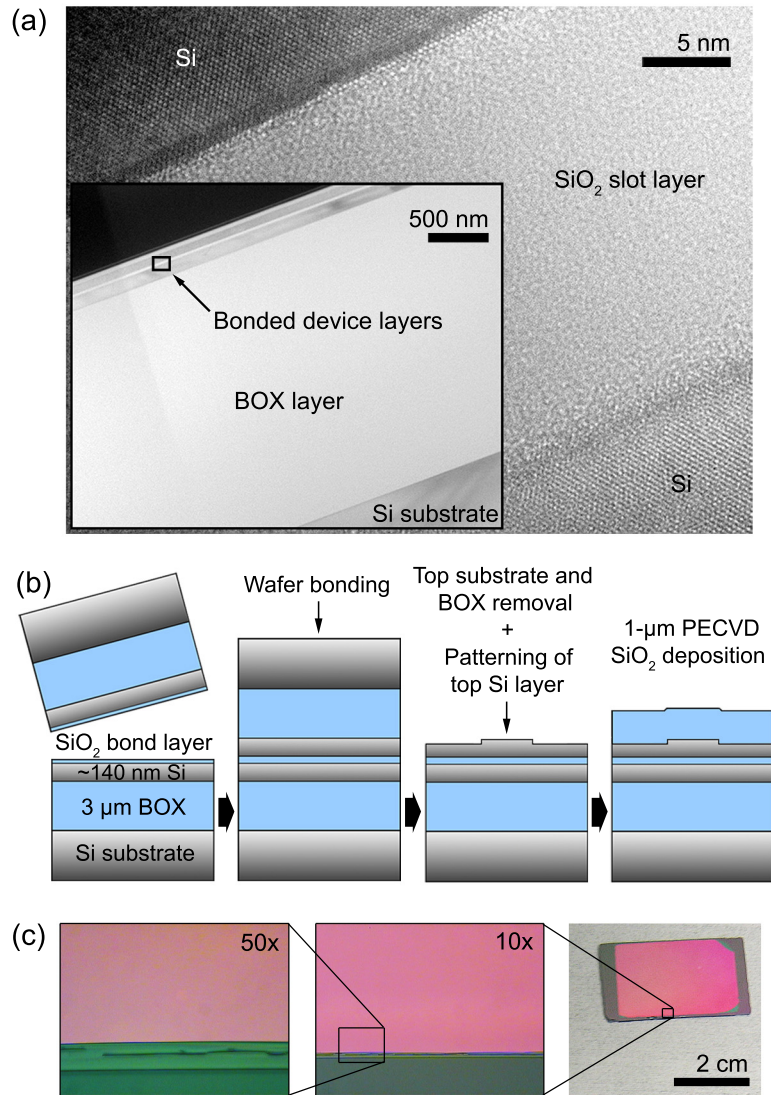 (a)
Si
5 nm
SiO₂ slot layer
500 nm
Bonded device layers
BOX layer
Si substrate
Si
(b)
Wafer bonding
Top substrate and
BOX removal
+
Patterning of
top Si layer
1-μm PECVD
SiO₂ deposition
SiO₂ bond layer
~140 nm Si
3 μm BOX
Si substrate
(c)
50x
10x
2 cm